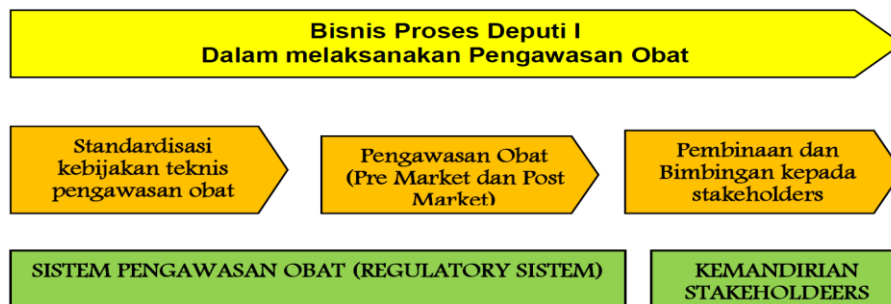 Bisnis Proses Deputi I
Dalam melaksanakan Pengawasan Obat
Standardisasi
kebijakan teknis
pengawasan obat
Pengawasan Obat
(Pre Market dan Post
Market)
Pembinaan dan
Bimbingan kepada
stakeholders
SISTEM PENGAWASAN OBAT (REGULATORY SISTEM)
KEMANDIRIAN
STAKEHOLDEERS